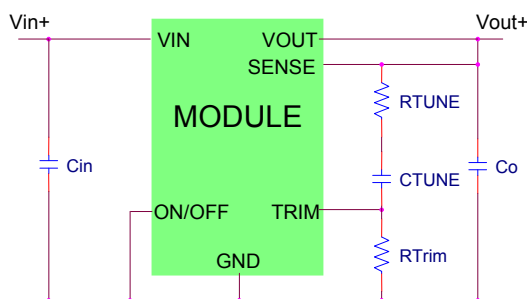 Vin+
Vout+
VIN
VOUT
SENSE
RTUNE
MODULE
Cin
CTUNE
Co
ON/OFF
TRIM
RTrim
GND